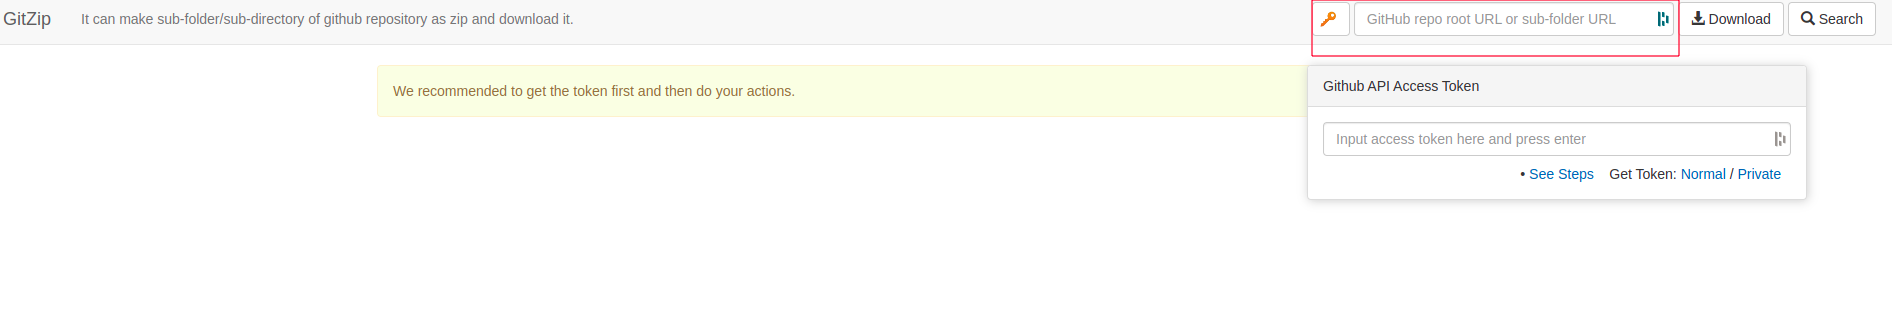 GitZip It can make sub-folder/sub-directory of github repository as zip and download it. GitHub repo root URL or sub-folder URL Download Search
We recommended to get the token first and then do your actions.
Github API Access Token
Input access token here and press enter
• See Steps Get Token: Normal / Private